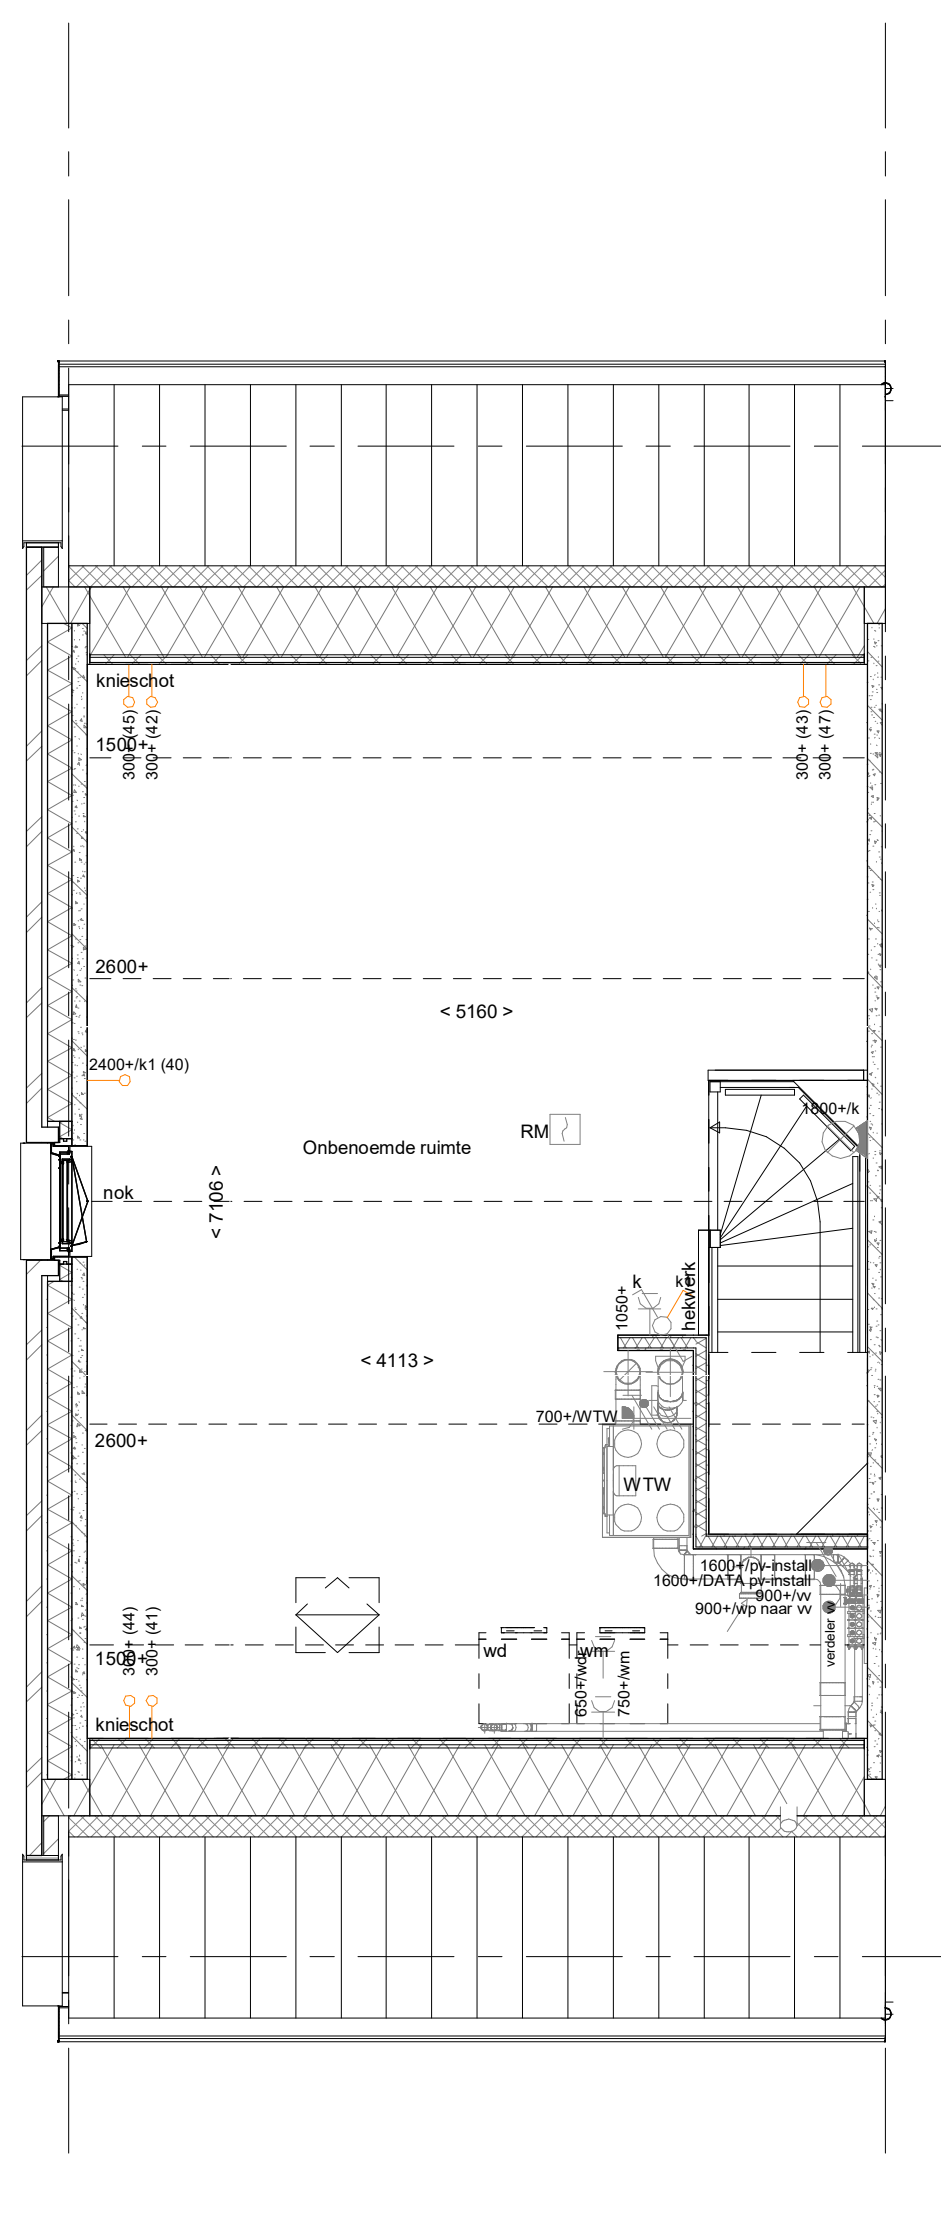 knieschot
300+ (45)
300+ (42)
300+ (43)
300+ (47)
1500+
2600+
< 5160 >
2400+/k1 (40)
1800+/k
RM
Onbenoemde ruimte
nok
< 7106 >
k
1050+
hekwerk
< 4113 >
700+/WTW
2600+
WTW
1600+/pv-install
1600+/DATA pv-install
900+/vv
900+/wp naar vv
verdeler vv
300+ (44)
300+ (41)
1500+
wd
wm
650+/wd
750+/wm
knieschot